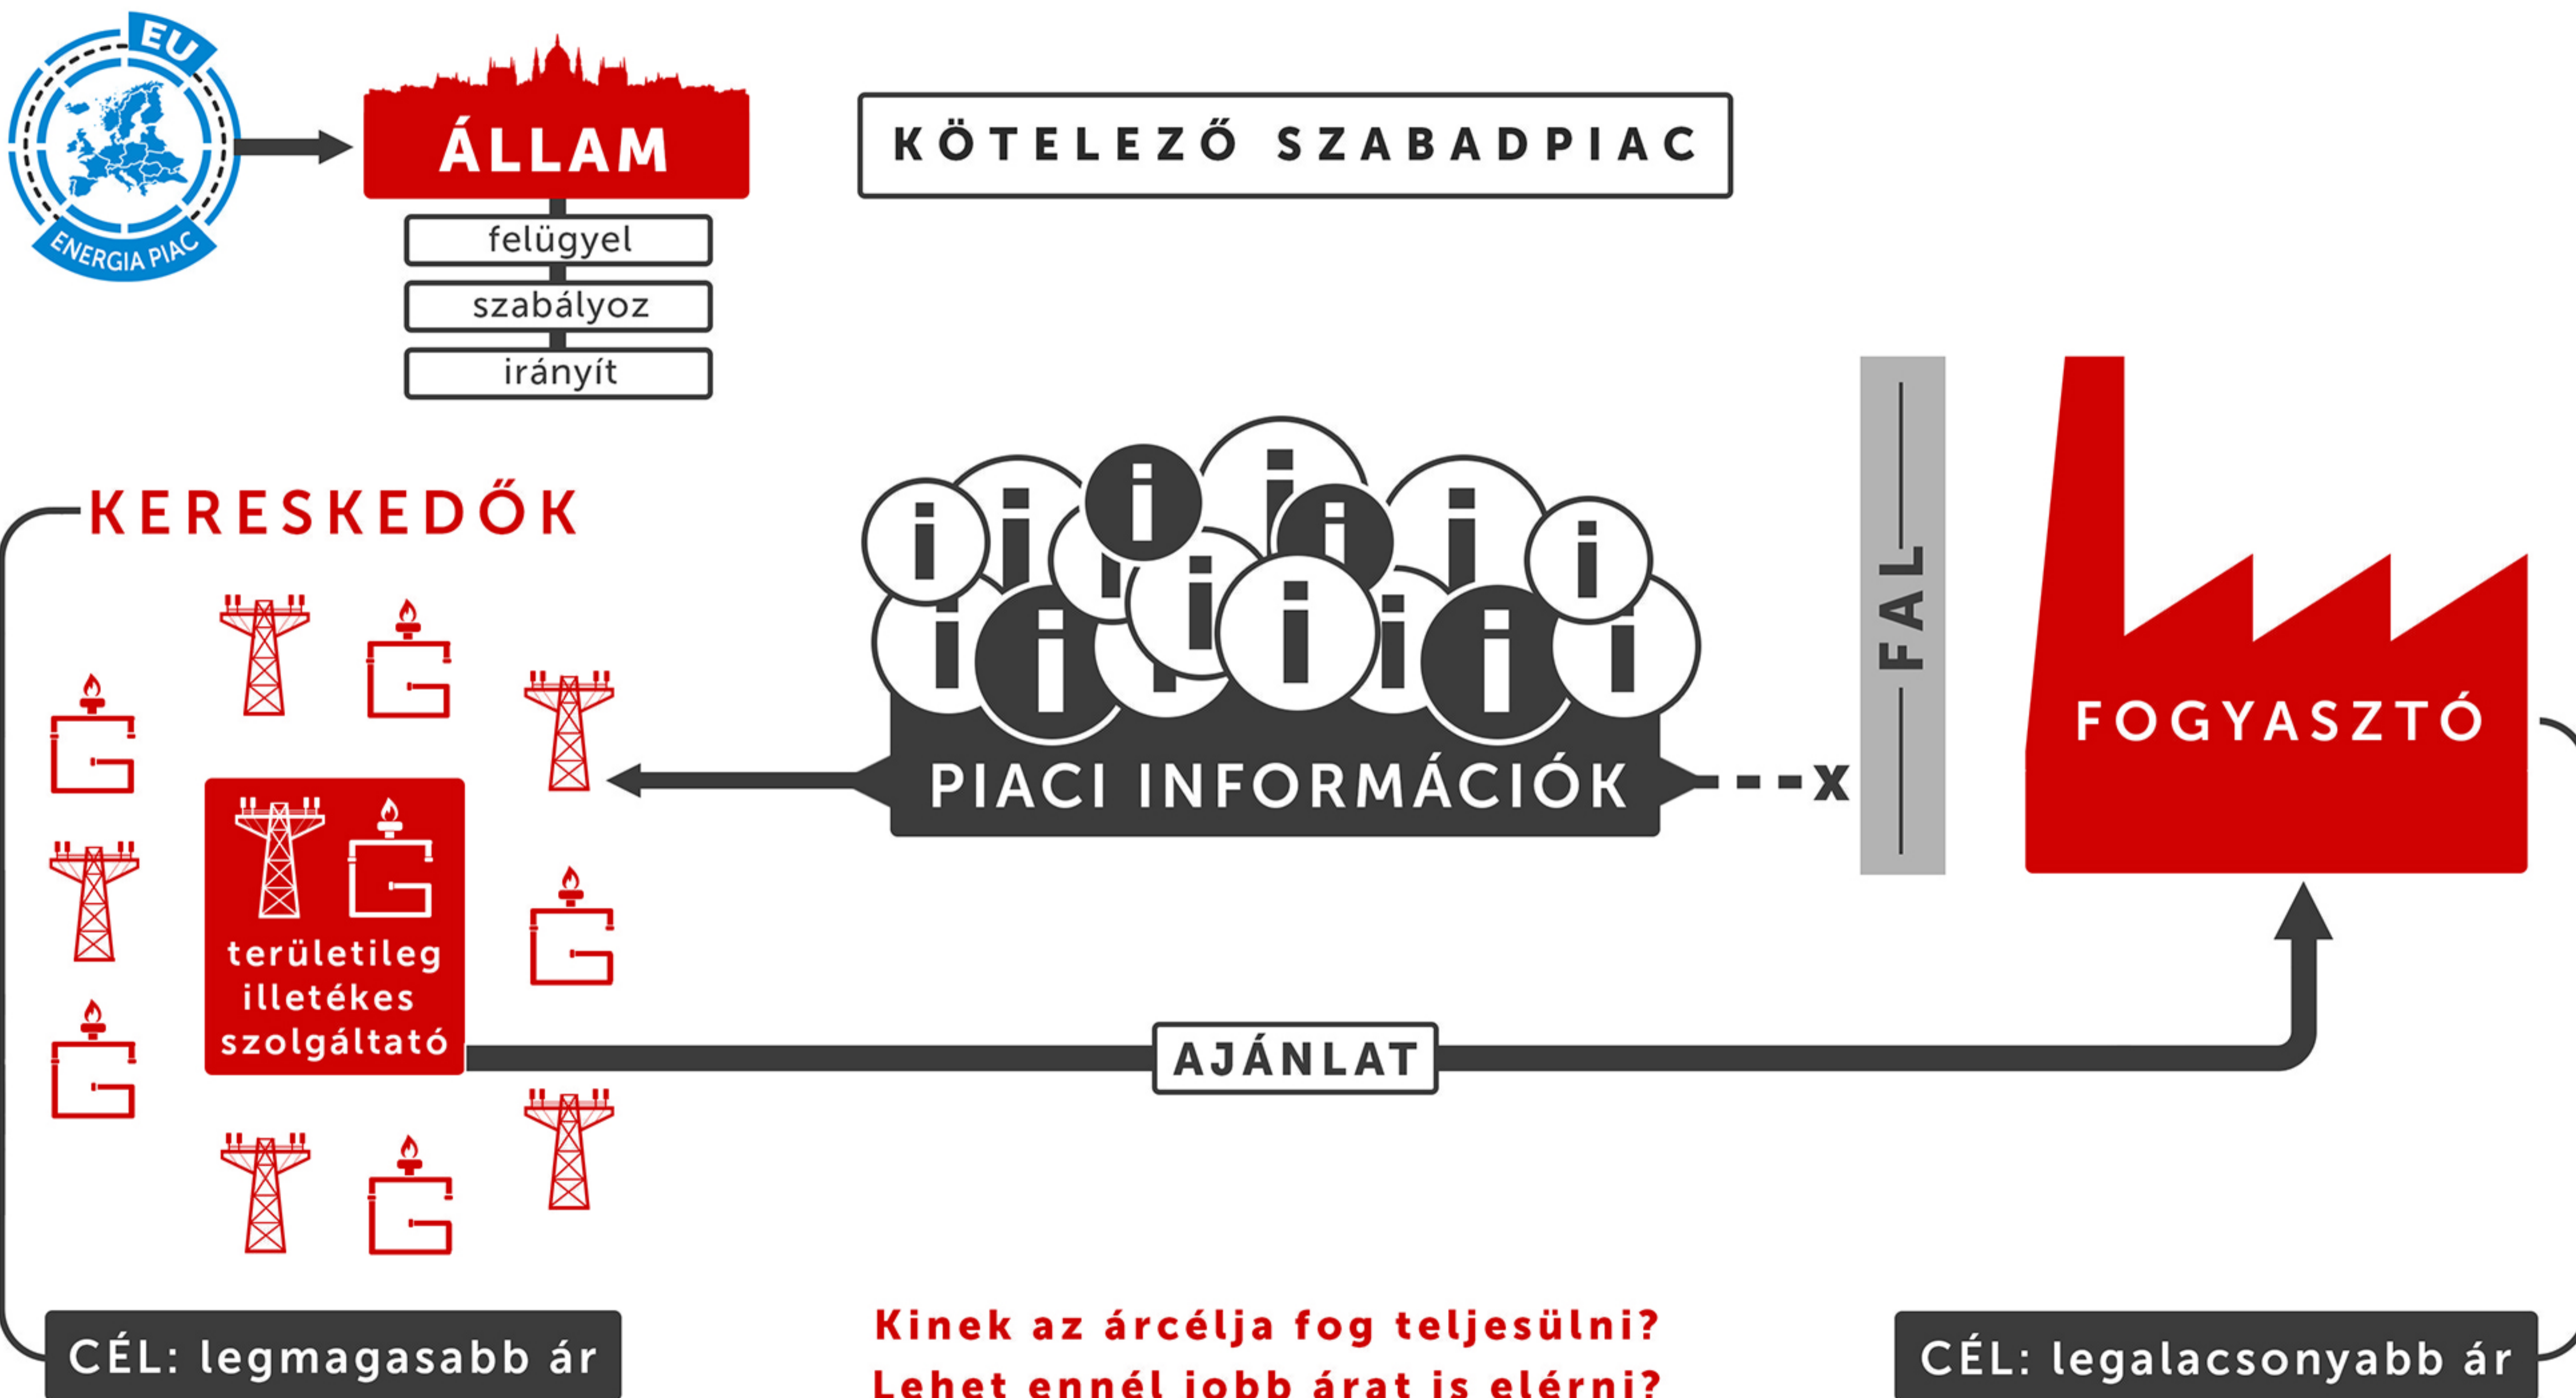 EU
ENERGIA PIAC
ÁLLAM
felügyel
szabályoz
irányít
KÖTELEZŐ SZABADPIAC
KERESKEDŐK
területileg
illetékes
szolgáltató
PIACI INFORMÁCIÓK
x
FAL
FOGYASZTÓ
AJÁNLAT
CÉL: legmagasabb ár
Kinek az árcélja fog teljesülni?
Lehet ennél jobb árat is elérni?
CÉL: legalacsonyabb ár